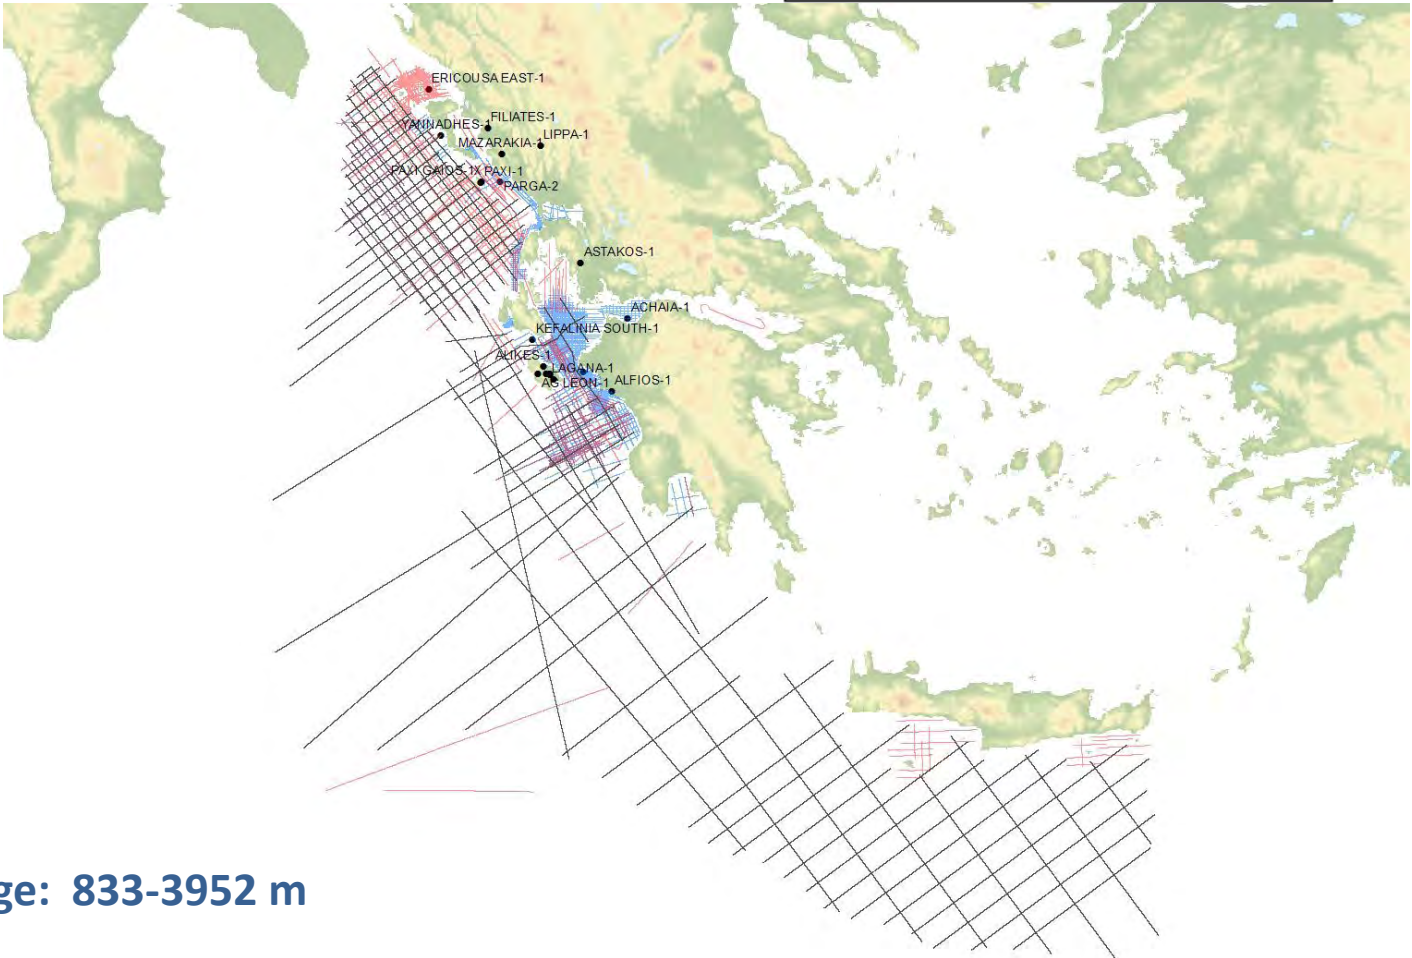 ERICOUSA EAST-1
FILIATES-1
YANNADHES-1
LIPPA-1
MAZARAKIA-1
PAXI GAIOS-1X PAXI-1
PARGA-2
ASTAKOS-1
ACHAIA-1
KEFALINIA SOUTH-1
ALIKES-1
LAGANA-1
AG LEON-1 ALFIOS-1
ge: 833-3952 m